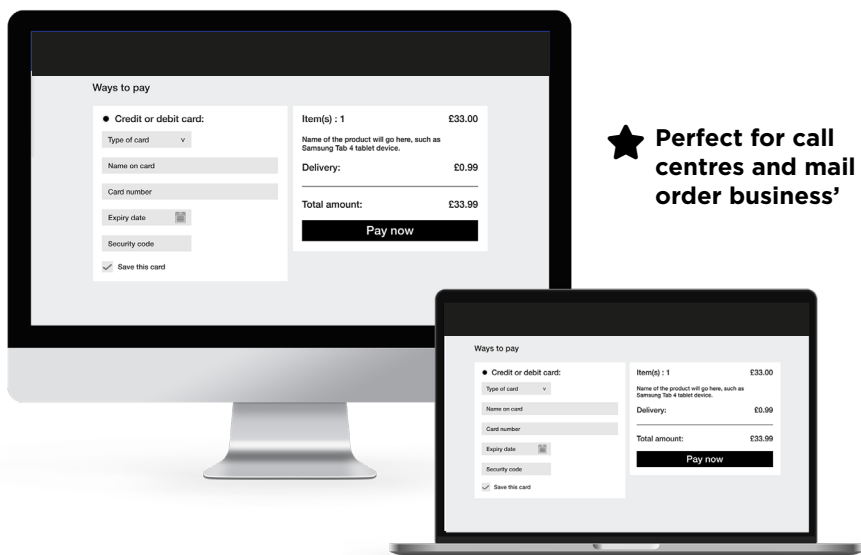 Ways to pay
Credit or debit card:
Type of card v
Name on card
Card number
Expiry date
Security code
Save this card
Item(s) : 1 £33.00
Name of the product will go here, such as
Samsung Tab 4 tablet device.
Delivery: £0.99
Total amount: £33.99
Pay now
Perfect for call
centres and mail
order business’
Ways to pay
Credit or debit card:
Type of card v
Name on card
Card number
Expiry date
Security code
Save this card
Item(s) : 1 £33.00
Name of the product will go here, such as
Samsung Tab 4 tablet device.
Delivery: £0.99
Total amount: £33.99
Pay now